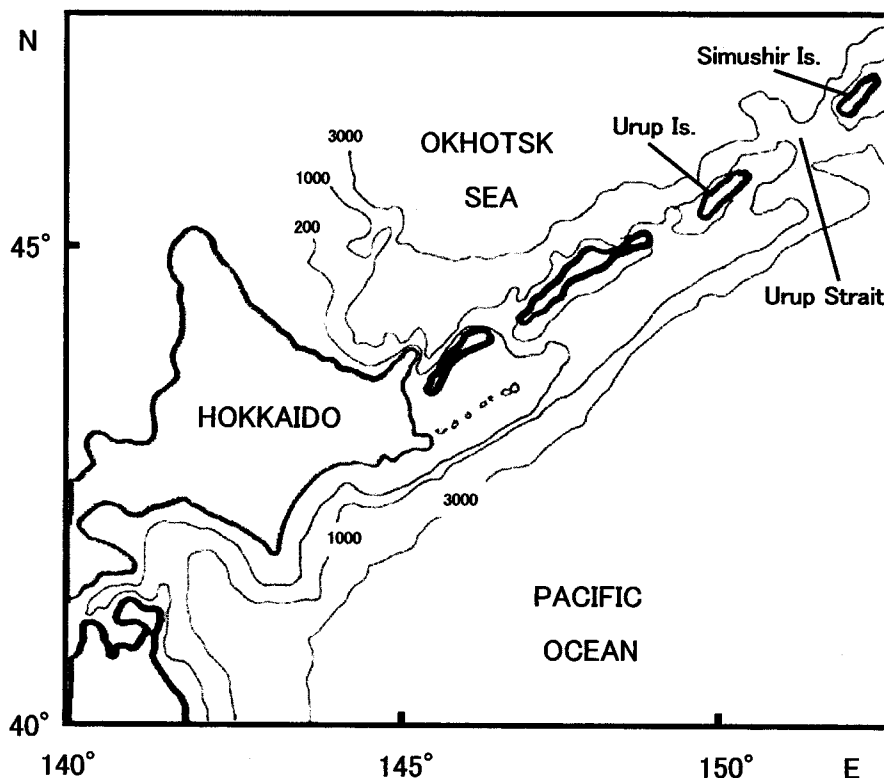 N
Simushir Is.
Urup Is.
3000
OKHOTSK
SEA
1000
200
45°
Urup Strait
HOKKAIDO
3000
1000
PACIFIC
OCEAN
40°
140°
145°
150°
E